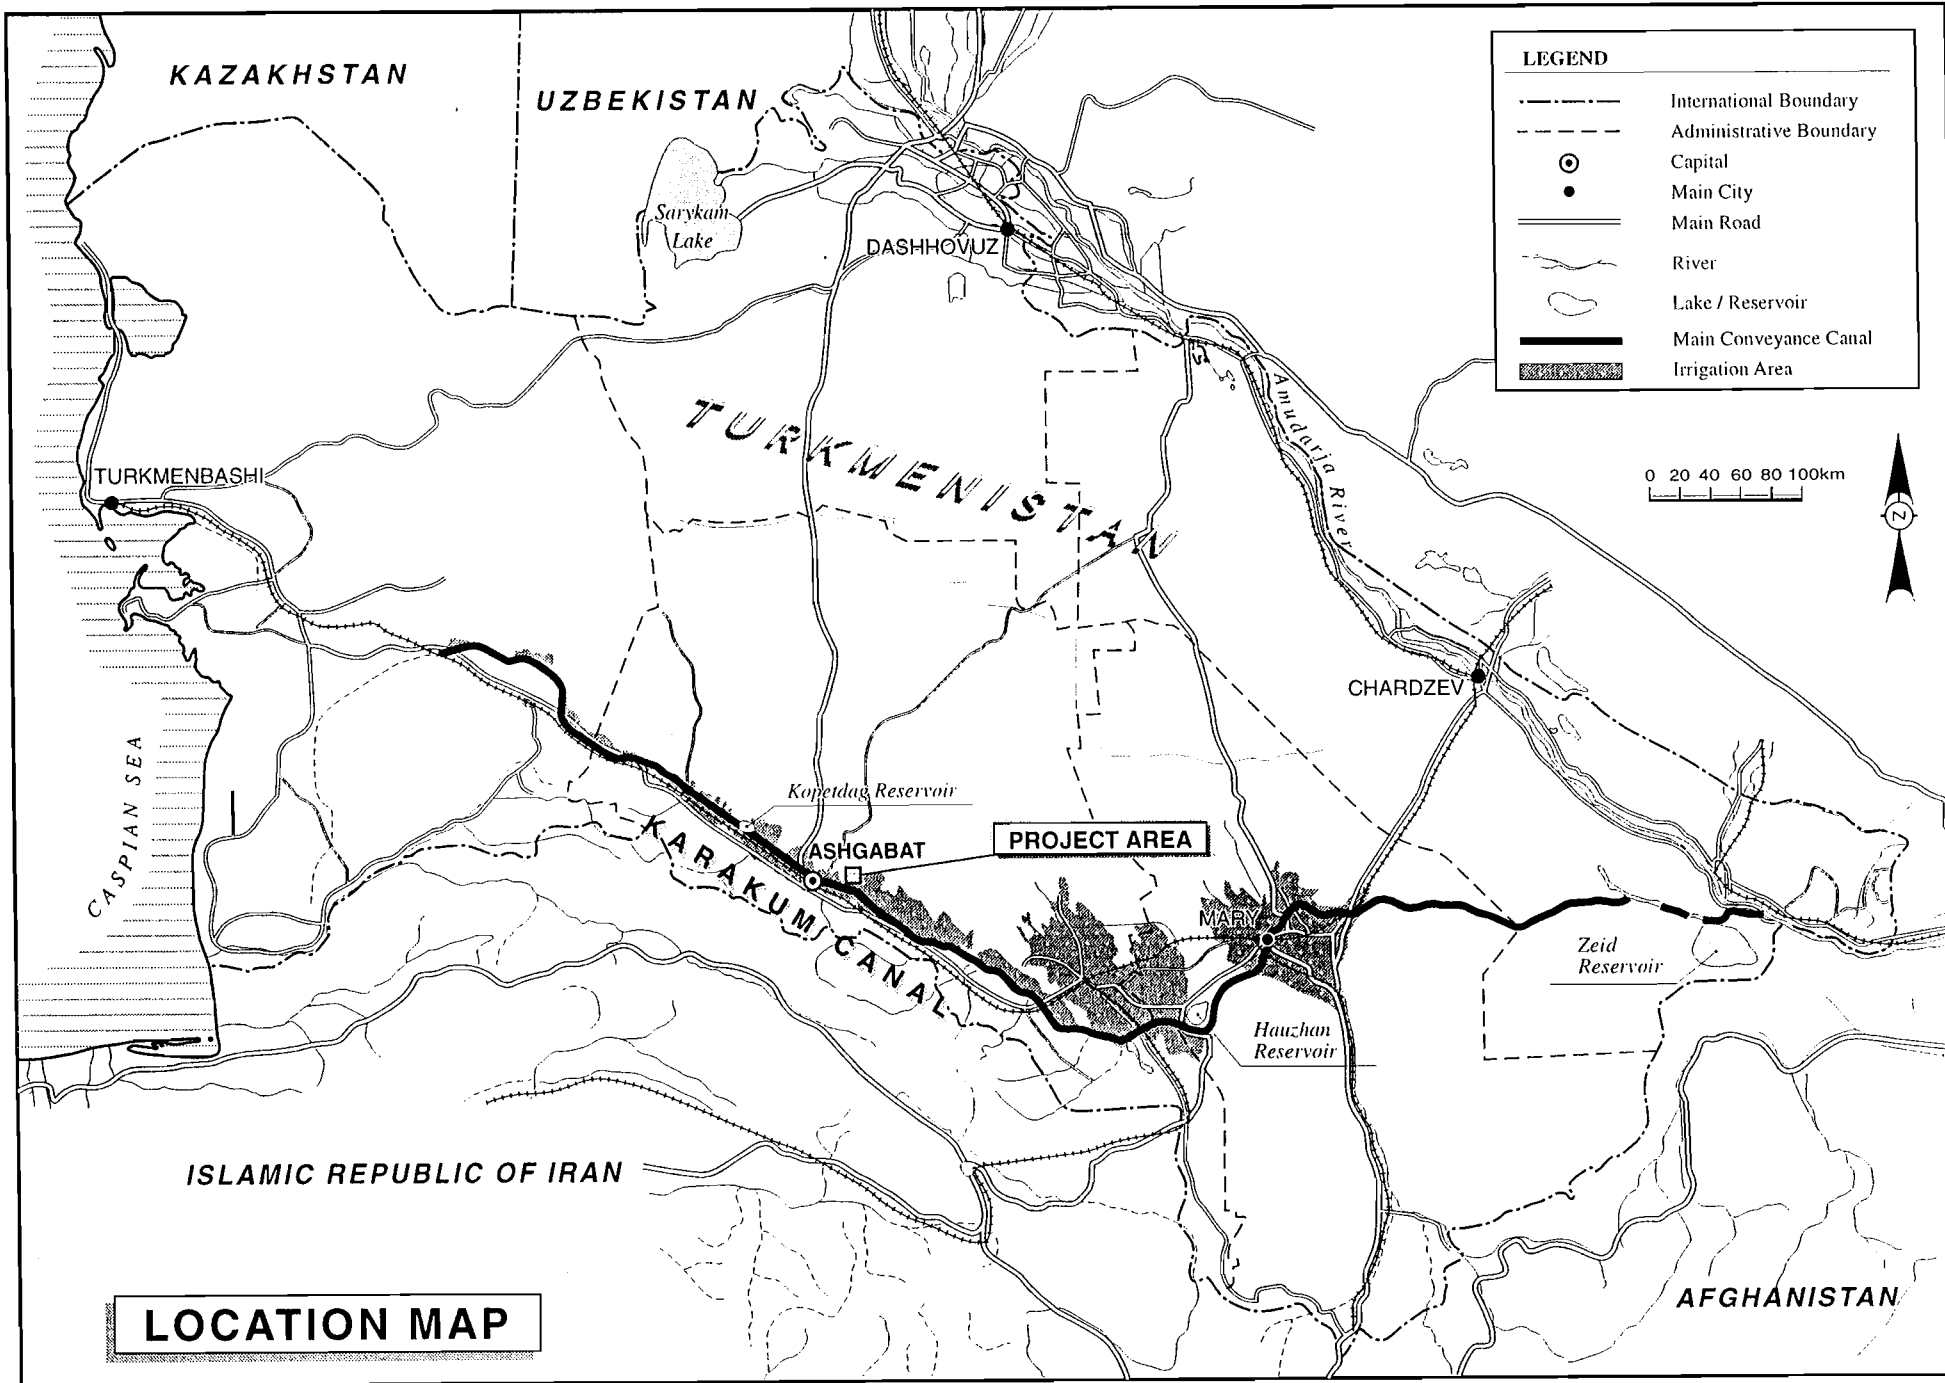 KAZAKHSTAN
UZBEKISTAN
LEGEND
International Boundary
Administrative Boundary
Capital
Main City
Main Road
River
Lake / Reservoir
Main Conveyance Canal
Irrigation Area
Sarykam
Lake
DASHHOVUZ
TURKMENISTAN
Amudarja River
0 20 40 60 80 100km
Z
TURKMENBASHI
CHARDZEV
CASPIAN SEA
Kopetdag Reservoir
KARAKUM CANAL
ASHGABAT
PROJECT AREA
MARY
Zeid
Reservoir
Hauzhan
Reservoir
ISLAMIC REPUBLIC OF IRAN
AFGHANISTAN
LOCATION MAP